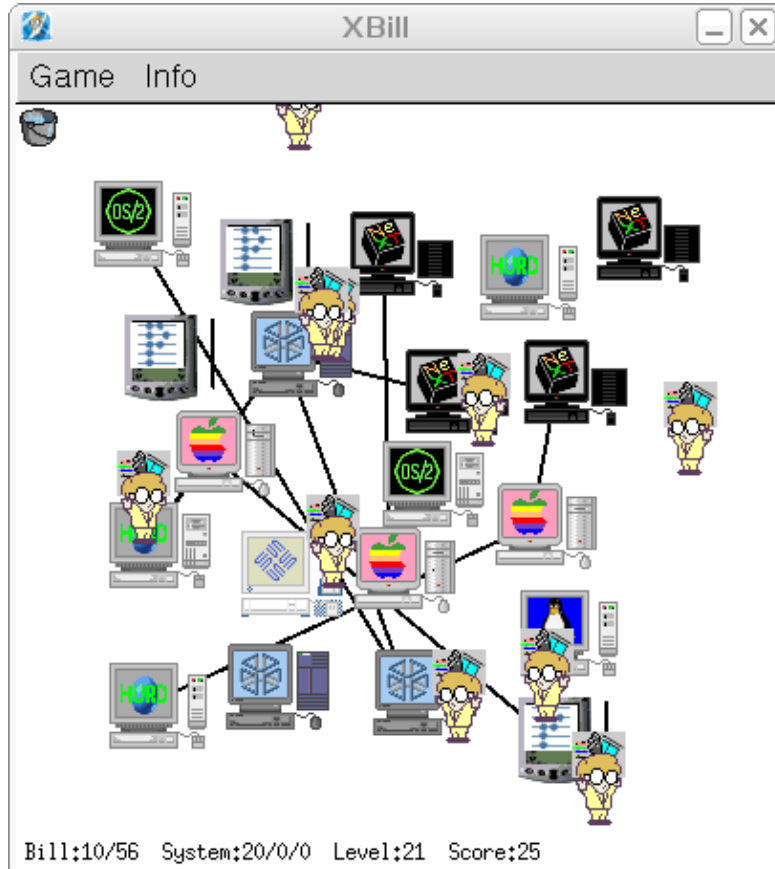 XBill
Game Info
OS/2
NeXT
NeXT
HURD
NeXT
NeXT
OS/2
HURD
HURD
Bill:10/56 System:20/0/0 Level:21 Score:25